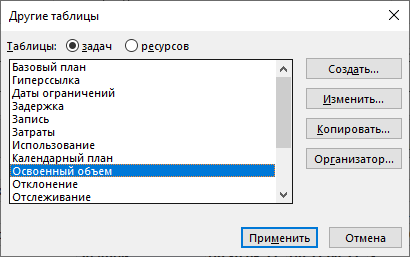 Другие таблицы
Таблицы: задач ресурсов
Базовый план
Гиперссылка
Даты ограничений
Задержка
Запись
Затраты
Использование
Календарный план
Освоенный объем
Отклонение
Отслеживание
Создать...
Изменить...
Копировать...
Организатор...
Применить
Отмена